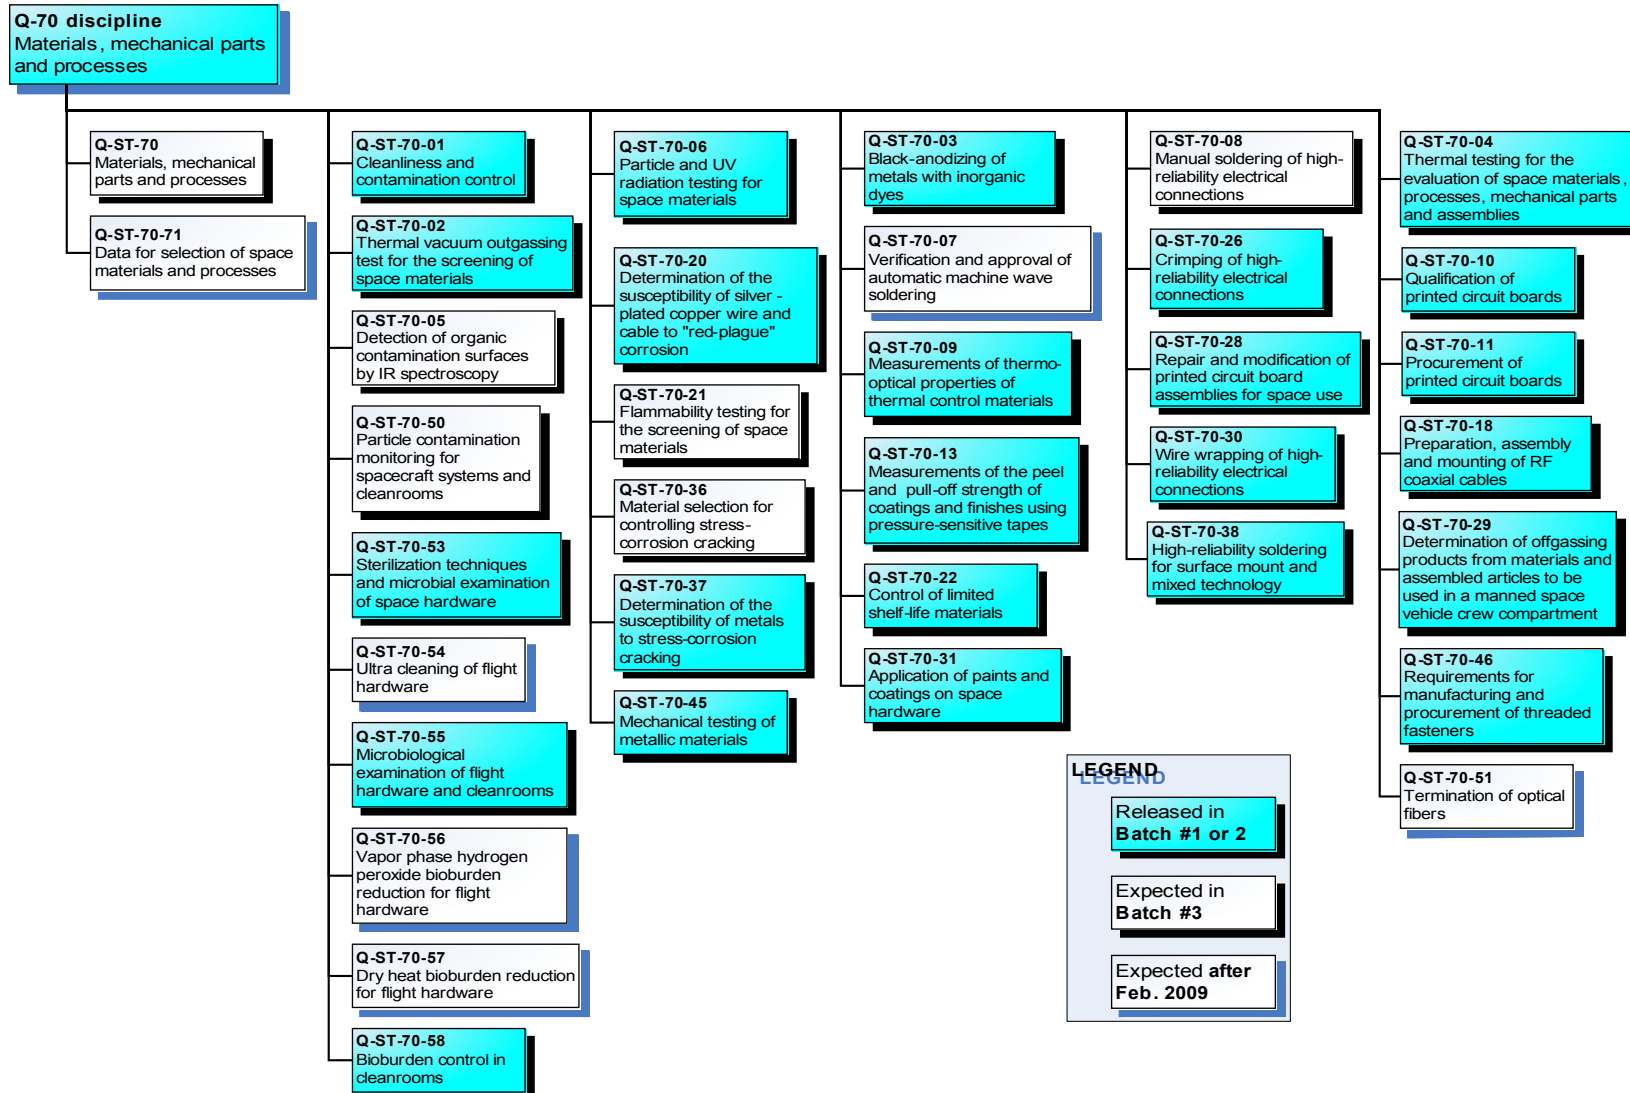 Q-70 discipline
Materials, mechanical parts
and processes
Q-ST-70
Materials, mechanical
parts and processes
Q-ST-70-71
Data for selection of space
materials and processes
Q-ST-70-01
Cleanliness and
contamination control
Q-ST-70-02
Thermal vacuum outgassing
test for the screening of
space materials
Q-ST-70-05
Detection of organic
contamination surfaces
by IR spectroscopy
Q-ST-70-50
Particle contamination
monitoring for
spacecraft systems and
cleanrooms
Q-ST-70-53
Sterilization techniques
and microbial examination
of space hardware
Q-ST-70-54
Ultra cleaning of flight
hardware
Q-ST-70-55
Microbiological
examination of flight
hardware and cleanrooms
Q-ST-70-56
Vapor phase hydrogen
peroxide bioburden
reduction for flight
hardware
Q-ST-70-57
Dry heat bioburden reduction
for flight hardware
Q-ST-70-58
Bioburden control in
cleanrooms
Q-ST-70-06
Particle and UV
radiation testing for
space materials
Q-ST-70-20
Determination of the
susceptibility of silver -
plated copper wire and
cable to "red-plague"
corrosion
Q-ST-70-21
Flammability testing for
the screening of space
materials
Q-ST-70-36
Material selection for
controlling stress-
corrosion cracking
Q-ST-70-37
Determination of the
susceptibility of metals
to stress-corrosion
cracking
Q-ST-70-45
Mechanical testing of
metallic materials
Q-ST-70-03
Black-anodizing of
metals with inorganic
dyes
Q-ST-70-07
Verification and approval of
automatic machine wave
soldering
Q-ST-70-09
Measurements of thermo-
optical properties of
thermal control materials
Q-ST-70-13
Measurements of the peel
and pull-off strength of
coatings and finishes using
pressure-sensitive tapes
Q-ST-70-22
Control of limited
shelf-life materials
Q-ST-70-31
Application of paints and
coatings on space
hardware
Q-ST-70-08
Manual soldering of high-
reliability electrical
connections
Q-ST-70-26
Crimping of high-
reliability electrical
connections
Q-ST-70-28
Repair and modification of
printed circuit board
assemblies for space use
Q-ST-70-30
Wire wrapping of high-
reliability electrical
connections
Q-ST-70-38
High-reliability soldering
for surface mount and
mixed technology
Q-ST-70-04
Thermal testing for the
evaluation of space materials ,
processes, mechanical parts
and assemblies
Q-ST-70-10
Qualification of
printed circuit boards
Q-ST-70-11
Procurement of
printed circuit boards
Q-ST-70-18
Preparation, assembly
and mounting of RF
coaxial cables
Q-ST-70-29
Determination of offgassing
products from materials and
assembled articles to be
used in a manned space
vehicle crew compartment
Q-ST-70-46
Requirements for
manufacturing and
procurement of threaded
fasteners
Q-ST-70-51
Termination of optical
fibers
LEGEND
Released in
Batch #1 or 2
Expected in
Batch #3
Expected after
Feb. 2009